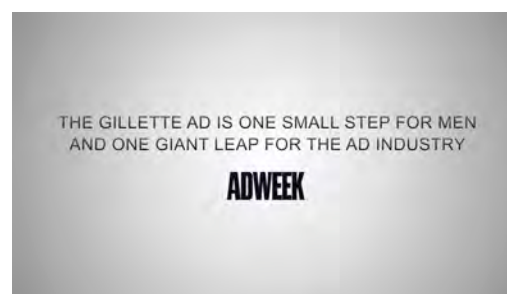 THE GILLETTE AD IS ONE SMALL STEP FOR MEN
AND ONE GIANT LEAP FOR THE AD INDUSTRY
ADWEEK